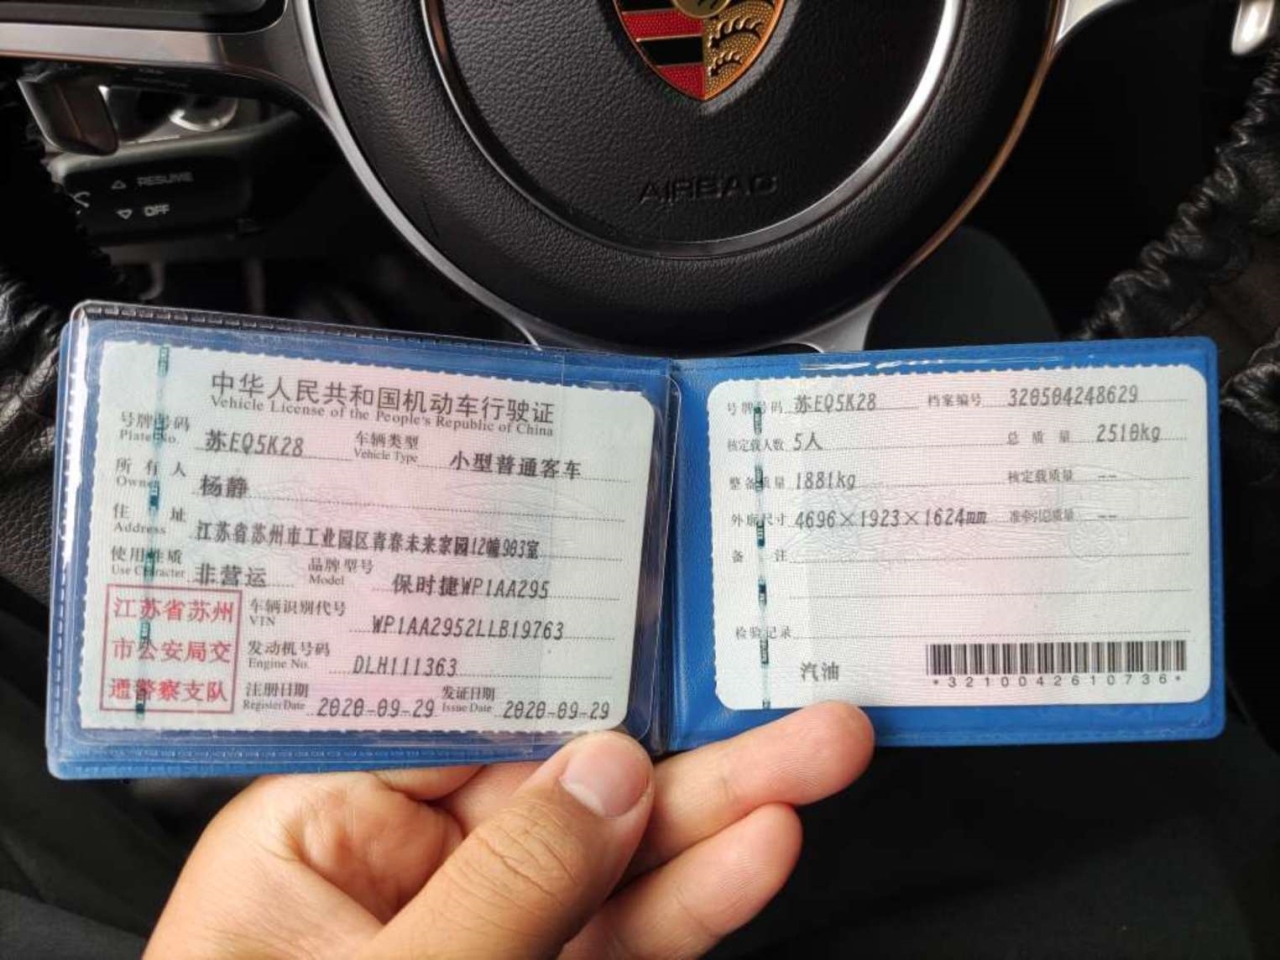 RESUME
OFF
AIRBAG
中华人民共和国机动车行驶证
Vehicle License of the People's Republic of China
号牌号码 苏EQ5K28 车辆类型 小型普通客车
Plate No. Vehicle Type
所有人 杨静
Owner
住址 江苏省苏州市工业园区青春未来家园12幢903室
Address
使用性质 非营运 品牌型号 保时捷WP1AA295
Use Character Model
江苏省苏州
市公安局交
通警察支队
车辆识别代号 WP1AA2952LLB19763
VIN
发动机号码 DLH111363
Engine No.
注册日期 2020-09-29 发证日期 2020-09-29
Register Date Issue Date
号牌号码 苏EQ5K28 档案编号 320504248629
核定载人数 5人 总质量 2510kg
整备质量 1881kg 核定载质量 --
外廓尺寸 4696×1923×1624mm 准牵引总质量 --
备注
检验记录
汽油
*3210042610736*